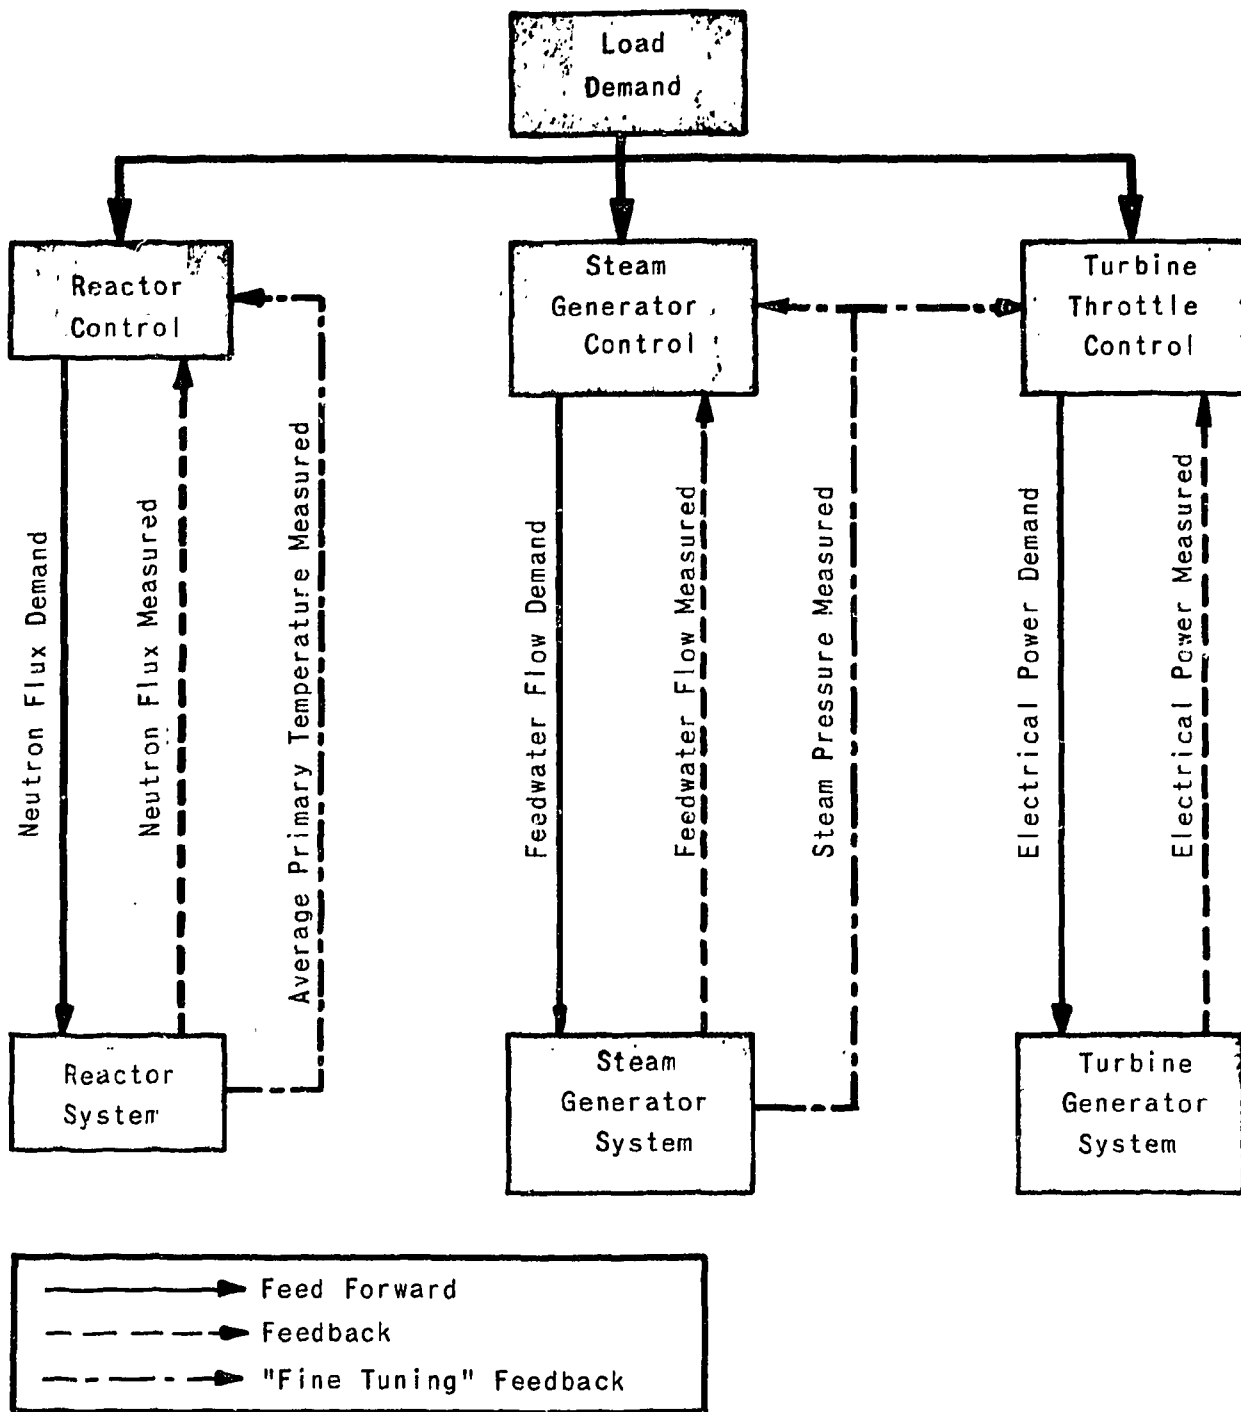 Load
Demand
Reactor
Control
Steam
Generator
Control
Turbine
Throttle
Control
Neutron Flux Demand
Neutron Flux Measured
Average Primary Temperature Measured
Feedwater Flow Demand
Feedwater Flow Measured
Steam Pressure Measured
Electrical Power Demand
Electrical Power Measured
Reactor
System
Steam
Generator
System
Turbine
Generator
System
Feed Forward
Feedback
"Fine Tuning" Feedback